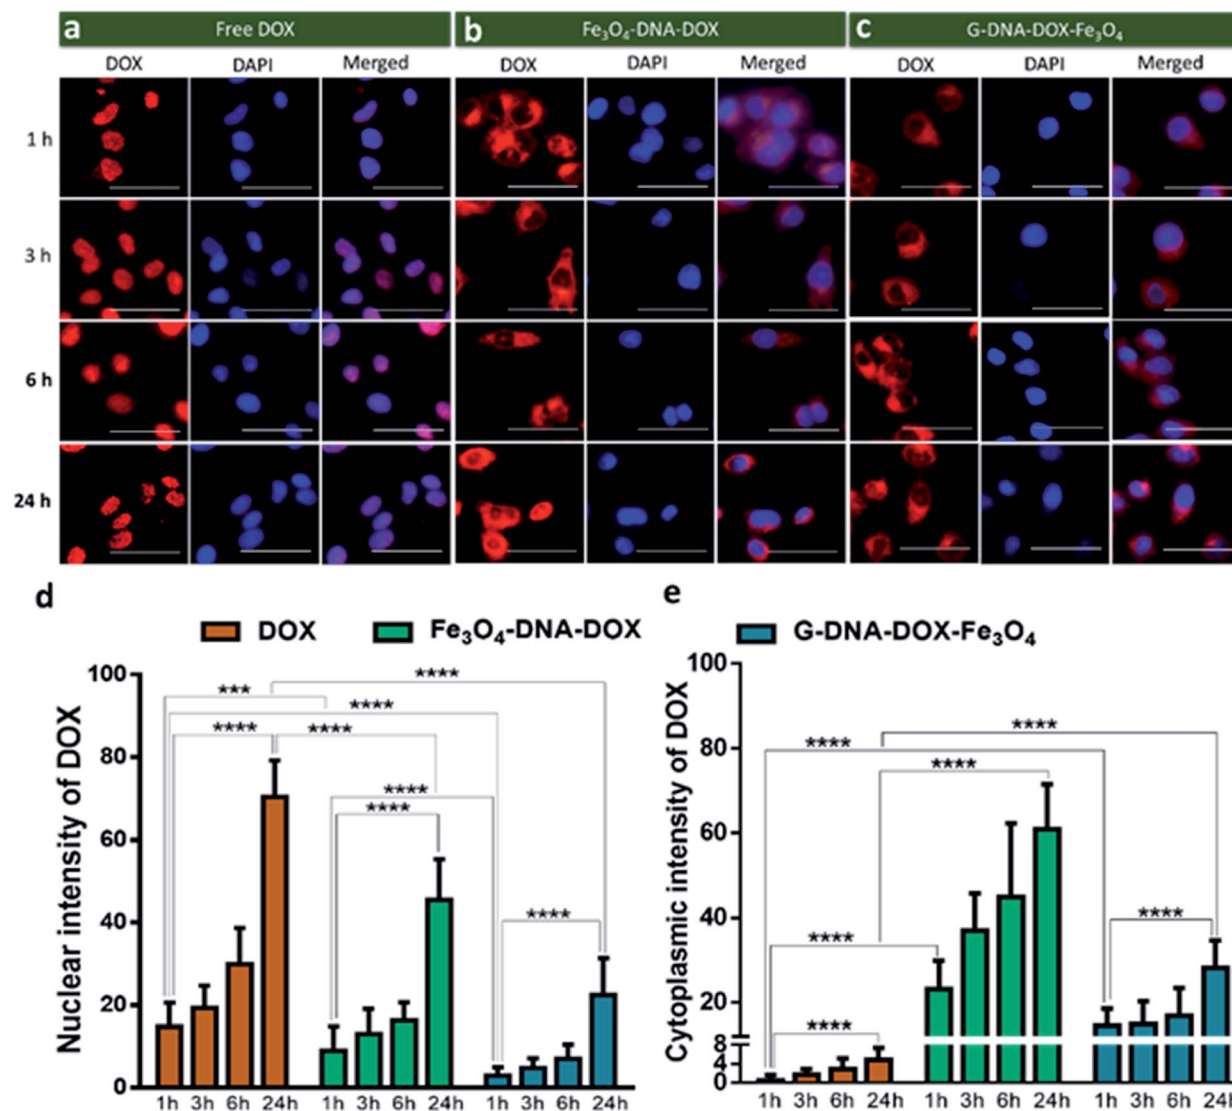 a Free DOX b Fe₃O₄-DNA-DOX c G-DNA-DOX-Fe₃O₄
DOX DAPI Merged DOX DAPI Merged DOX DAPI Merged
1 h
3 h
6 h
24 h
d e
DOX Fe₃O₄-DNA-DOX G-DNA-DOX-Fe₃O₄
Nuclear intensity of DOX
100
80
60
40
20
0
***
****
****
****
****
****
****
****
1h 3h 6h 24h 1h 3h 6h 24h 1h 3h 6h 24h
Cytoplasmic intensity of DOX
100
80
60
40
20
8
4
0
****
****
****
****
****
****
1h 3h 6h 24h 1h 3h 6h 24h 1h 3h 6h 24h